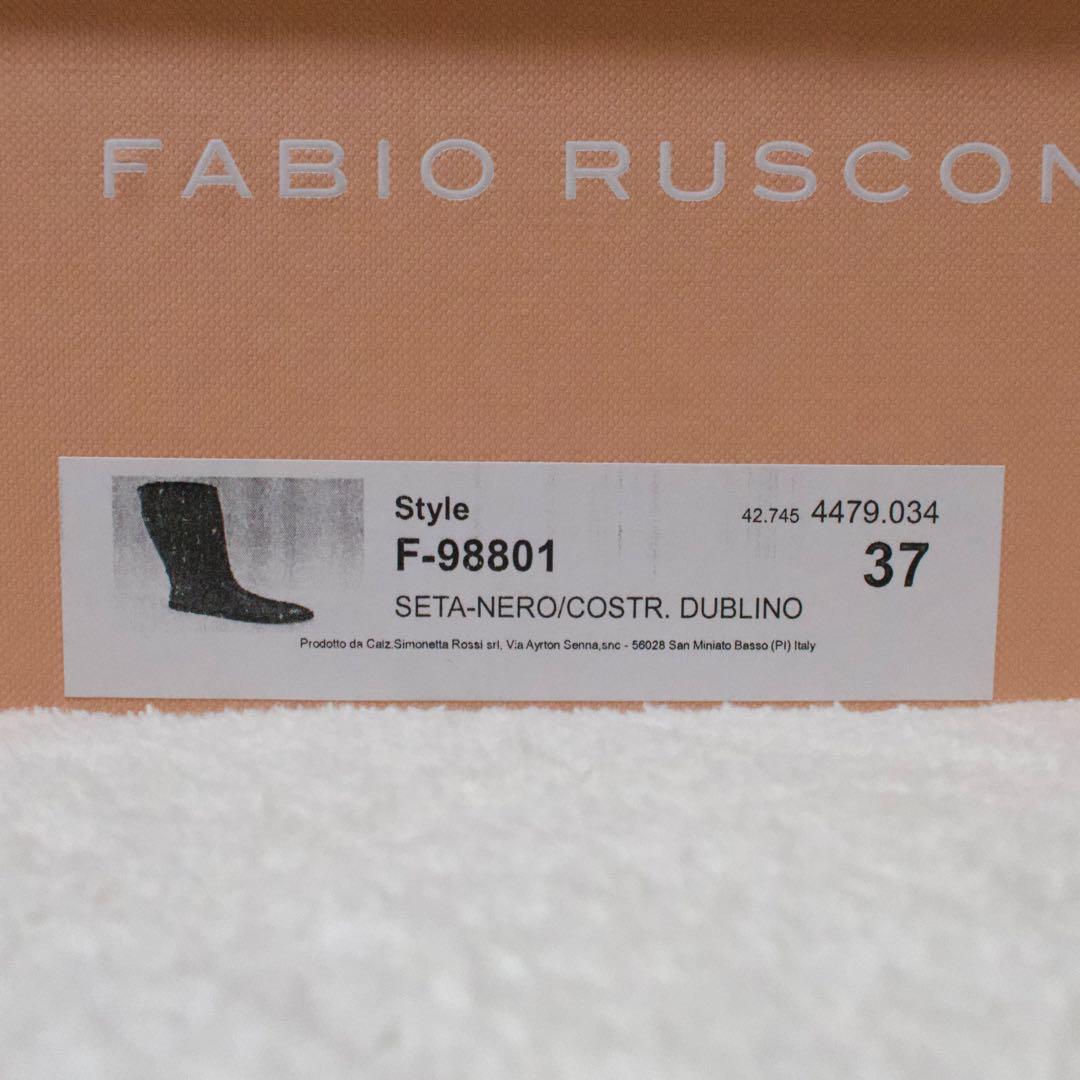 FABIO RUSCON
Style
42.745 4479.034
F-98801
37
SETA-NERO/COSTR. DUBLINO
Prodotto da Calz.Simonetta Rossi srl, Via Ayrton Senna,snc - 56028 San Miniato Basso (PI) Italy